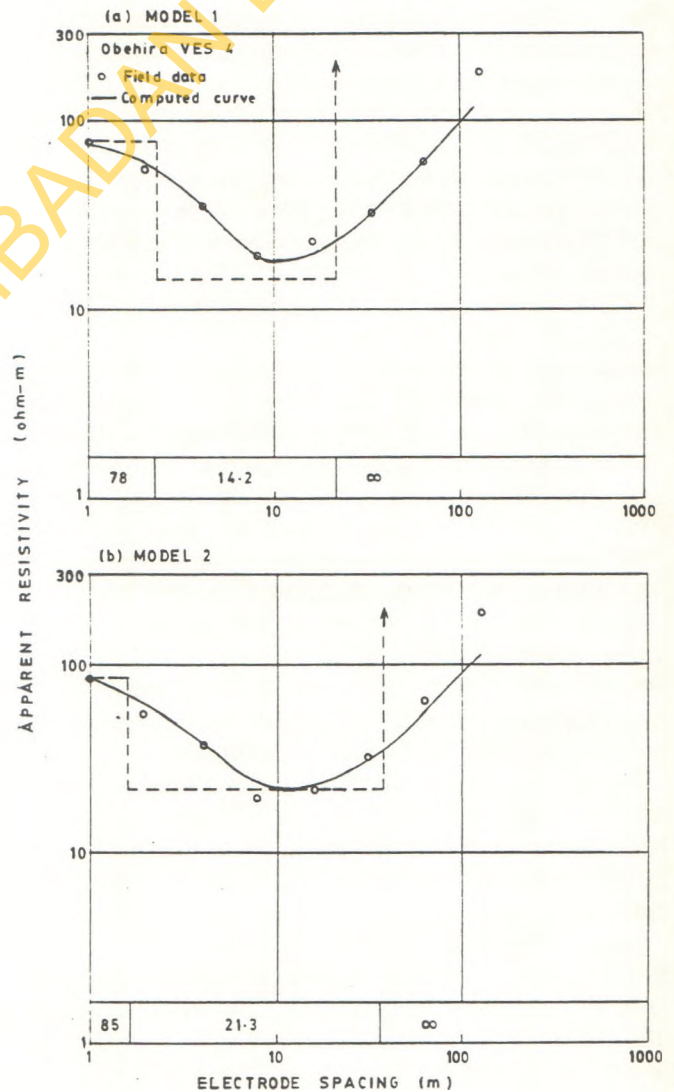 (a) MODEL 1
300
Obehira VES 4
Field data
Computed curve
100
10
78 14·2 ∞
1
1 10 100 1000
(b) MODEL 2
300
100
10
85 21·3 ∞
1
1 10 100 1000
ELECTRODE SPACING (m)
APPARENT RESISTIVITY (ohm-m)
IBADAN